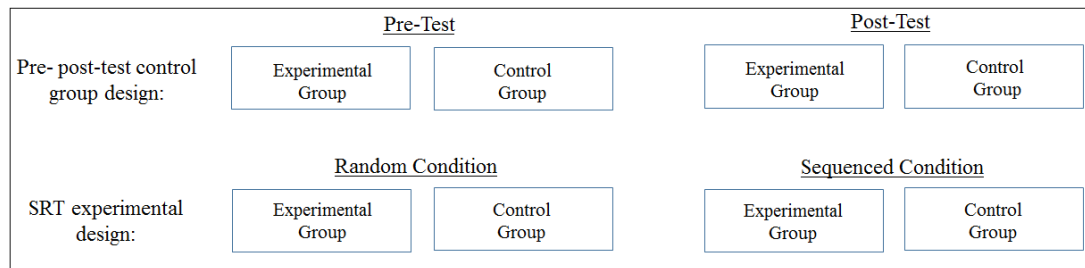 Pre-Test
Post-Test
Pre- post-test control
group design:
Experimental
Group
Control
Group
Experimental
Group
Control
Group
Random Condition
Sequenced Condition
SRT experimental
design:
Experimental
Group
Control
Group
Experimental
Group
Control
Group